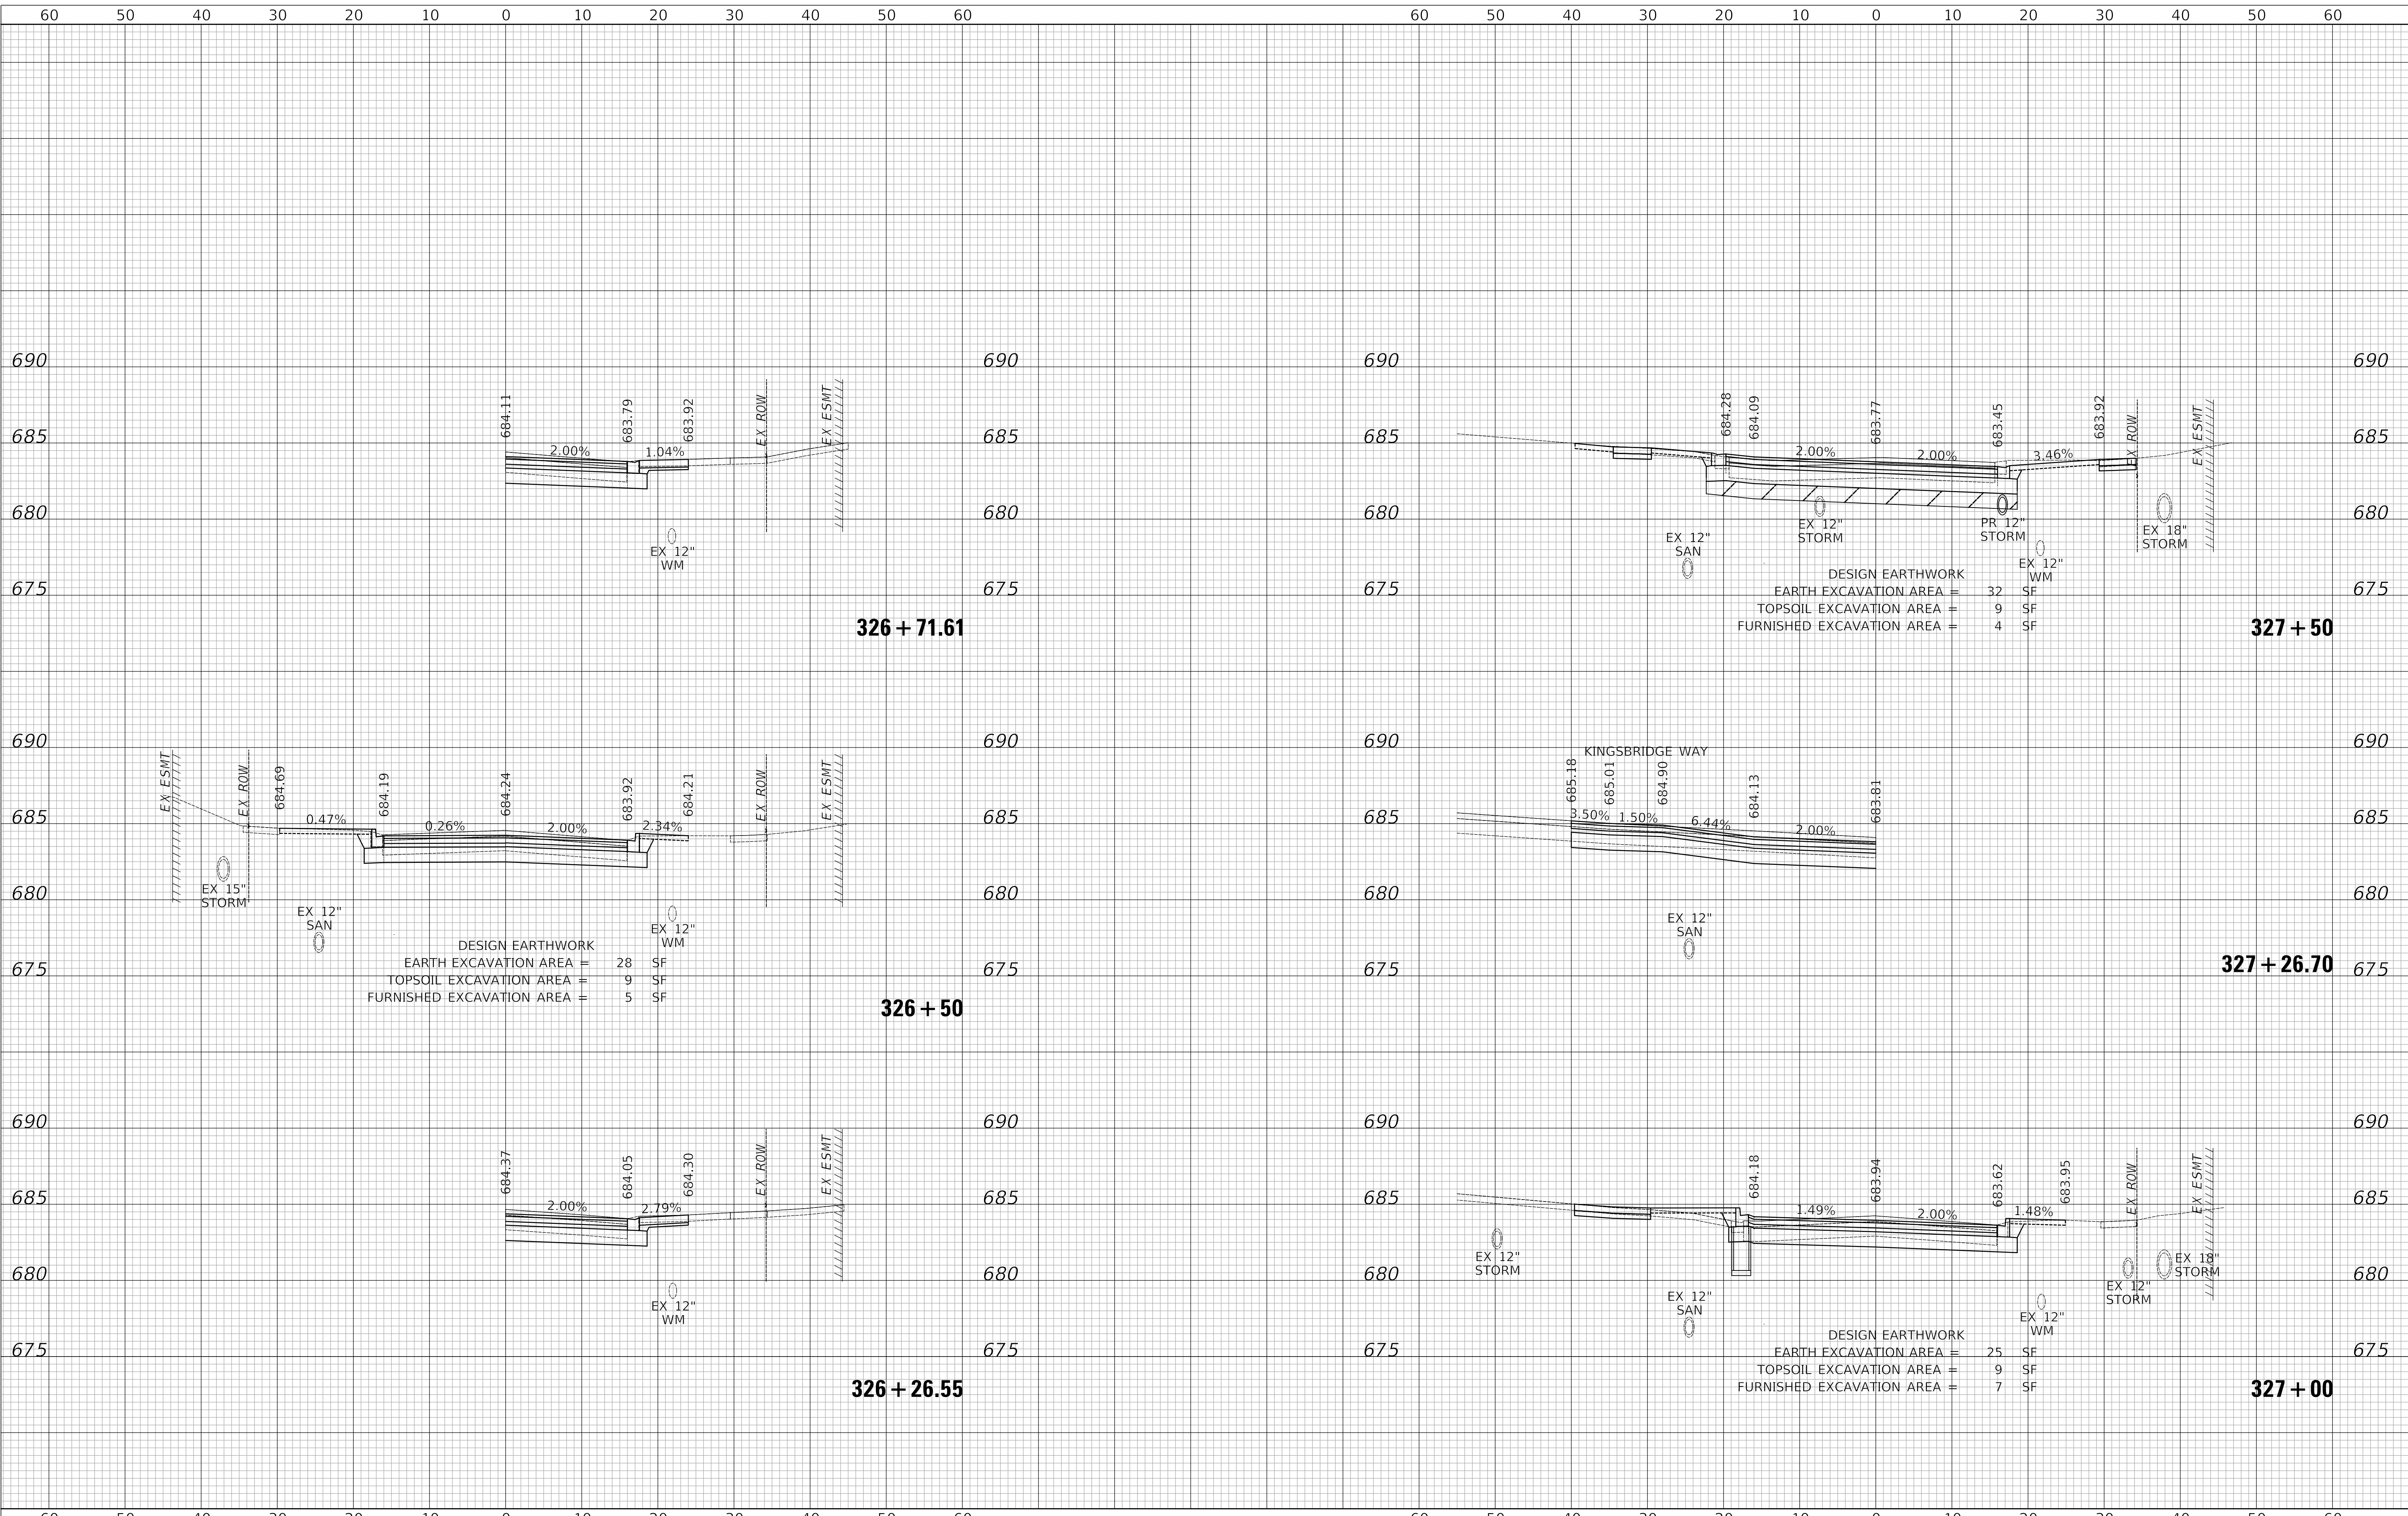 60 50 40 30 20 10 0 10 20 30 40 50 60 60 50 40 30 20 10 0 10 20 30 40 50 60
690 690
685 685
680 680
675 675
684.11
683.79
683.92
EX ROW
EX ESMT
2.00%
1.04%
EX 12"
WM
326+71.61
690 690
685 685
680 680
675 675
EX ESMT
EX ROW
684.69
684.19
684.24
683.92
684.21
EX ROW
EX ESMT
0.47%
0.26%
2.00%
2.34%
EX 15"
STORM
EX 12"
SAN
EX 12"
WM
DESIGN EARTHWORK
EARTH EXCAVATION AREA = 28 SF
TOPSOIL EXCAVATION AREA = 9 SF
FURNISHED EXCAVATION AREA = 5 SF
326+50
690 690
685 685
680 680
675 675
684.37
684.05
684.30
EX ROW
EX ESMT
2.00%
2.79%
EX 12"
WM
326+26.55
690 690
685 685
680 680
675 675
684.28
684.09
683.77
683.45
683.92
EX ROW
EX ESMT
2.00%
2.00%
3.46%
EX 12"
SAN
EX 12"
STORM
PR 12"
STORM
EX 12"
WM
EX 18"
STORM
DESIGN EARTHWORK
EARTH EXCAVATION AREA = 32 SF
TOPSOIL EXCAVATION AREA = 9 SF
FURNISHED EXCAVATION AREA = 4 SF
327+50
690 690
685 685
680 680
675 675
KINGSBRIDGE WAY
685.18
685.01
684.90
684.13
683.81
3.50%
1.50%
6.44%
2.00%
EX 12"
SAN
327+26.70
690 690
685 685
680 680
675 675
684.18
683.94
683.62
683.95
EX ROW
EX ESMT
1.49%
2.00%
1.48%
EX 12"
STORM
EX 12"
SAN
EX 12"
WM
EX 12"
STORM
EX 18"
STORM
DESIGN EARTHWORK
EARTH EXCAVATION AREA = 25 SF
TOPSOIL EXCAVATION AREA = 9 SF
FURNISHED EXCAVATION AREA = 7 SF
327+00